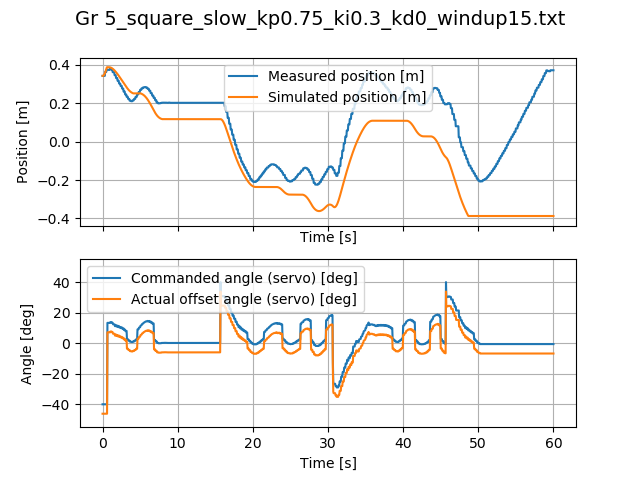 Gr 5_square_slow_kp0.75_ki0.3_kd0_windup15.txt
Position [m]
0.4
0.2
0.0
−0.2
−0.4
Measured position [m]
Simulated position [m]
Time [s]
Angle [deg]
40
20
0
−20
−40
Commanded angle (servo) [deg]
Actual offset angle (servo) [deg]
0 10 20 30 40 50 60
Time [s]